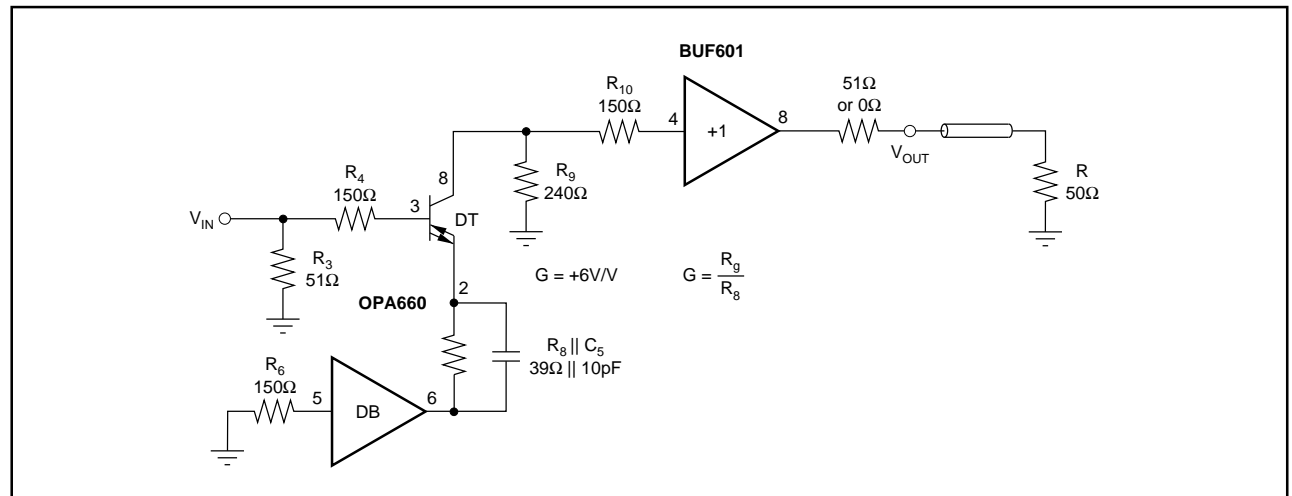 BUF601
R10
150Ω
4
+1
8
51Ω
or 0Ω
VOUT
R
50Ω
8
R9
240Ω
R4
150Ω
3
DT
VIN
R3
51Ω
G = +6V/V
G = Rg
R8
OPA660
2
R8 || C5
39Ω || 10pF
R6
150Ω
5
DB
6